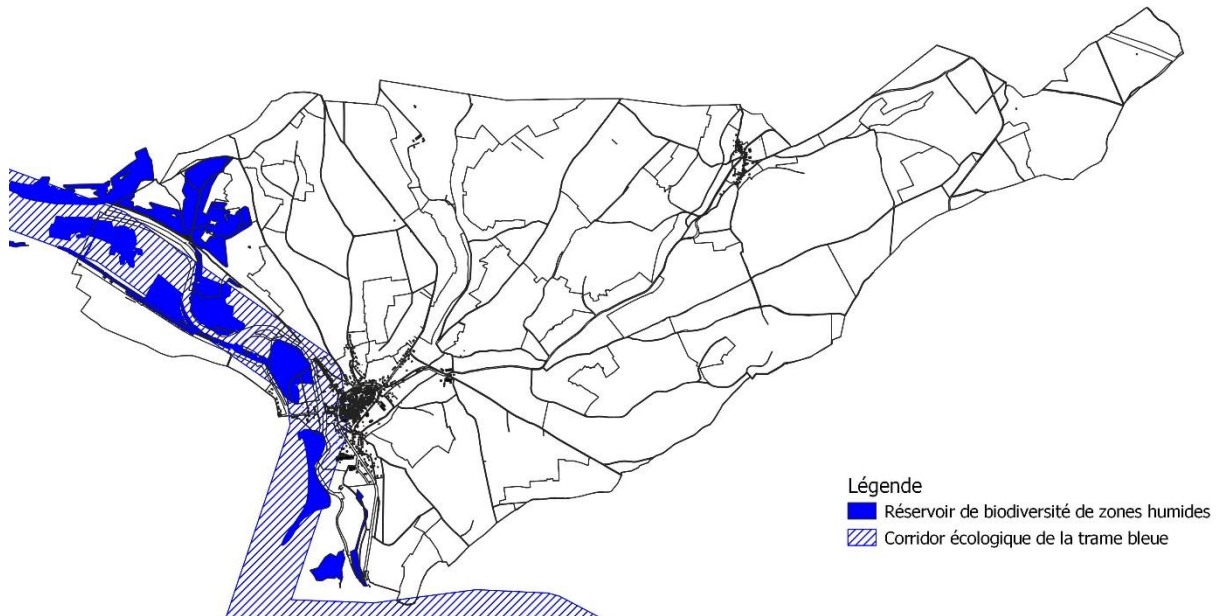 Légende
Réservoir de biodiversité de zones humides
Corridor écologique de la trame bleue